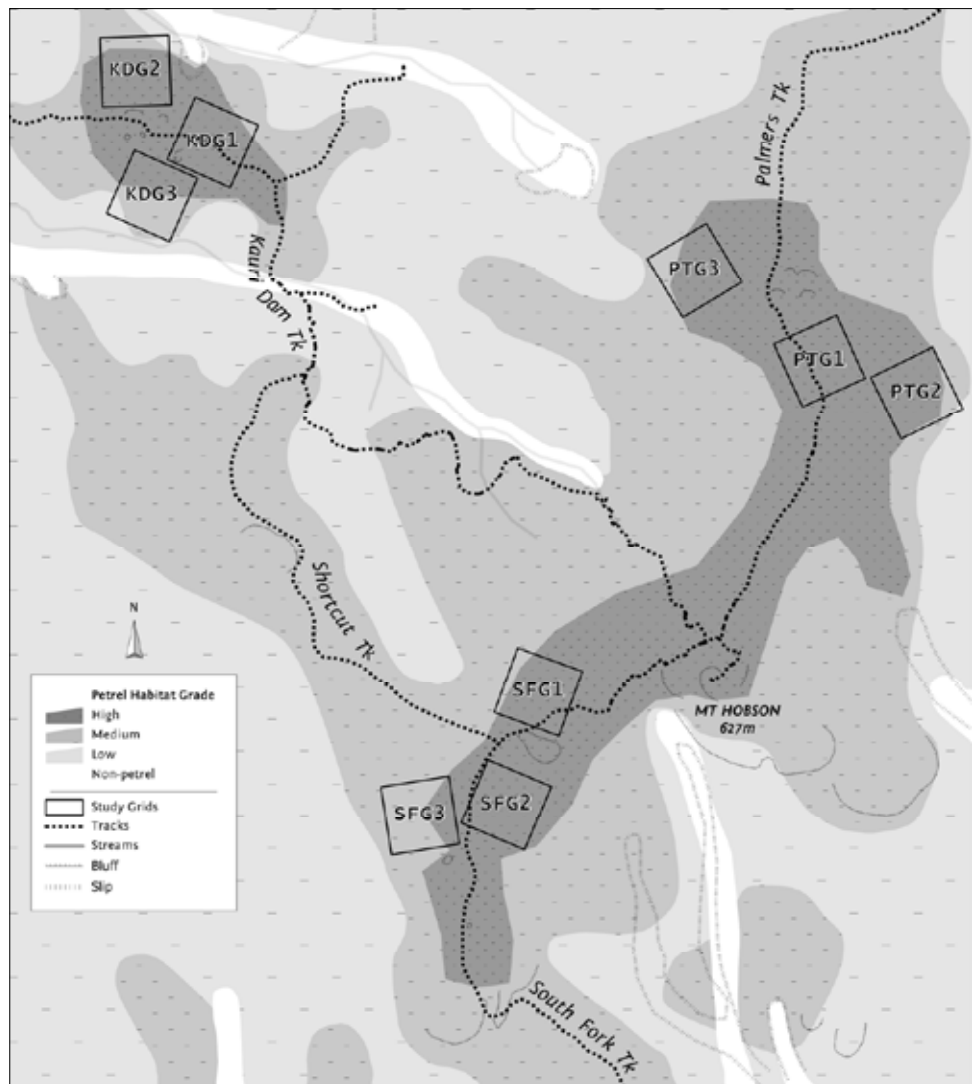 KDG2
KDG1
KDG3
Palmers Tk
PTG3
Kauri
Dam Tk
PTG1
PTG2
Shortcut Tk
N
SFG1
MT HOBSON
627m
SFG2
SFG3
Petrel Habitat Grade
High
Medium
Low
Non-petrel
Study Grids
Tracks
Streams
Bluff
Slip
South Fork Tk